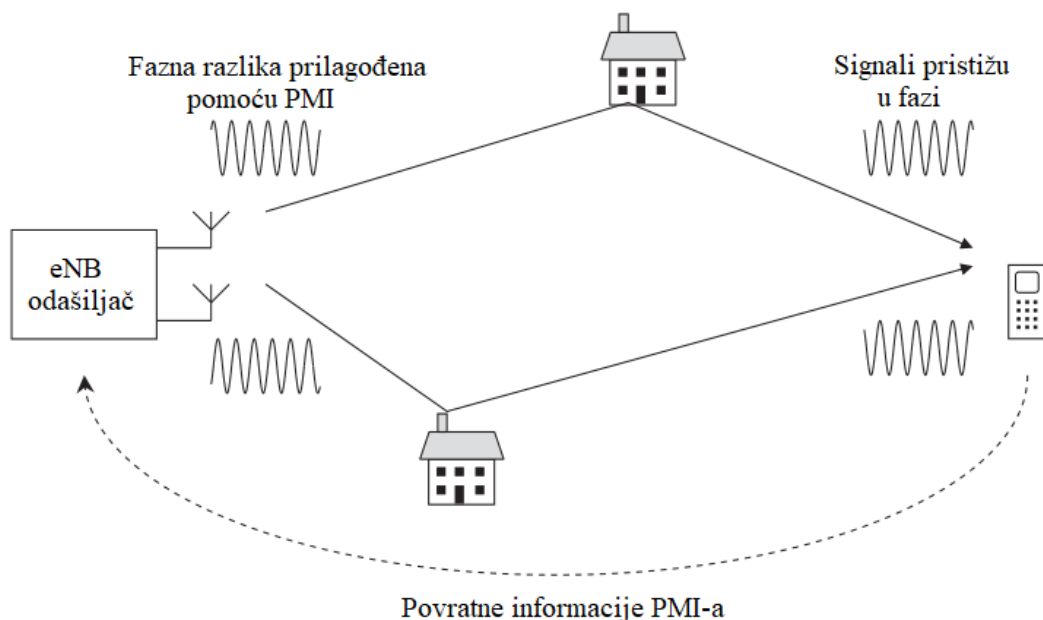 Fazna razlika prilagođena
pomoću PMI
Signali pristižu
u fazi
eNB
odašiljač
Povratne informacije PMI-a